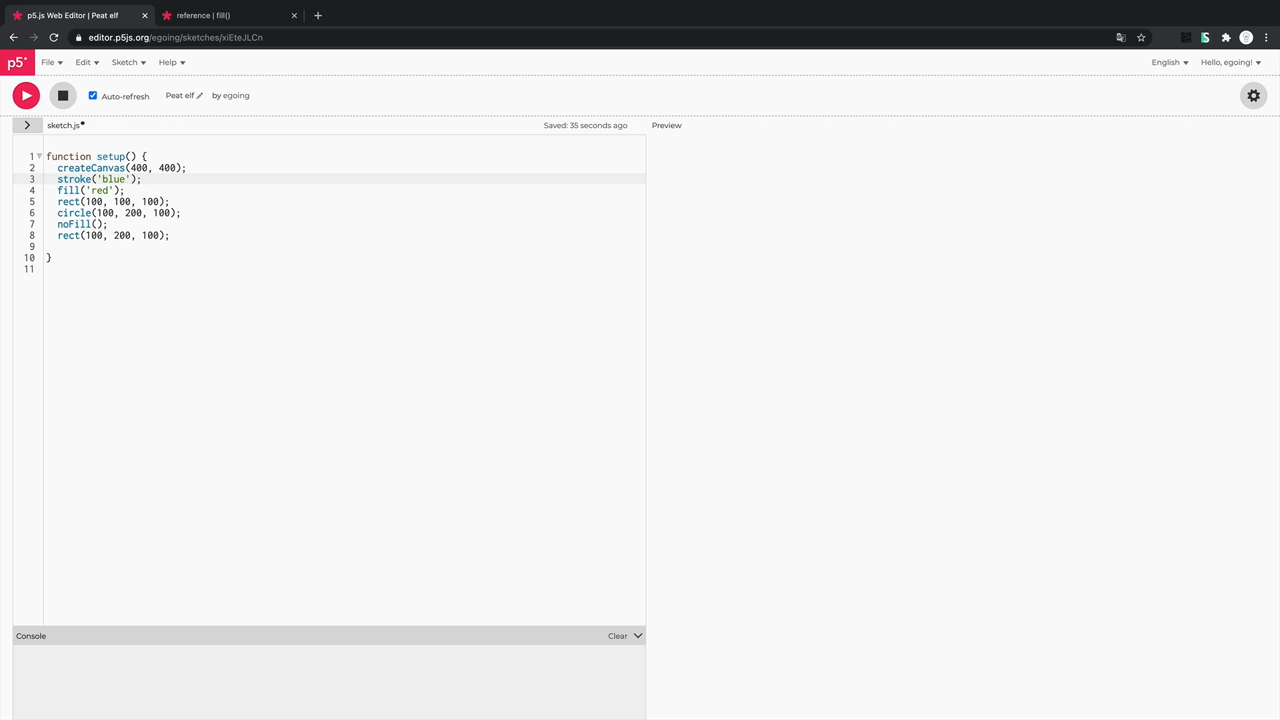 p5.js Web Editor | Peat elf
reference | fill()
editor.p5js.org/egoing/sketches/xiEteJLCn
p5* File Edit Sketch Help English Hello, egoing!
Auto-refresh Peat elf by egoing
sketch.js Saved: 35 seconds ago Preview
1 function setup() {
2 createCanvas(400, 400);
3 stroke('blue');
4 fill('red');
5 rect(100, 100, 100);
6 circle(100, 200, 100);
7 noFill();
8 rect(100, 200, 100);
9
10 }
11
Console Clear